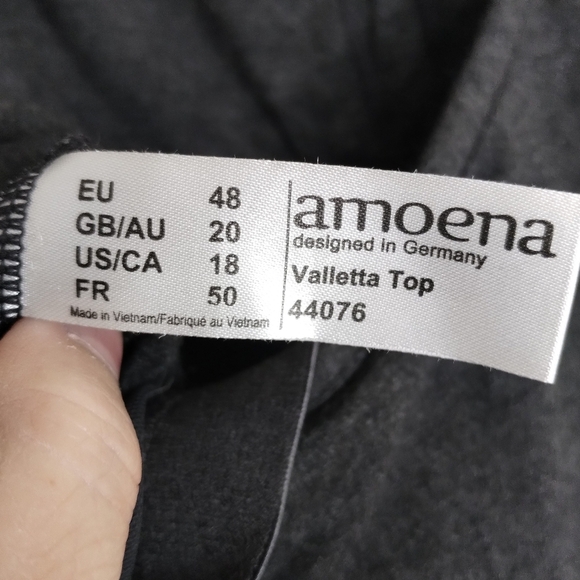 EU 48
GB/AU 20
US/CA 18
FR 50
Made in Vietnam/Fabriqué au Vietnam
amoena
designed in Germany
Valletta Top
44076